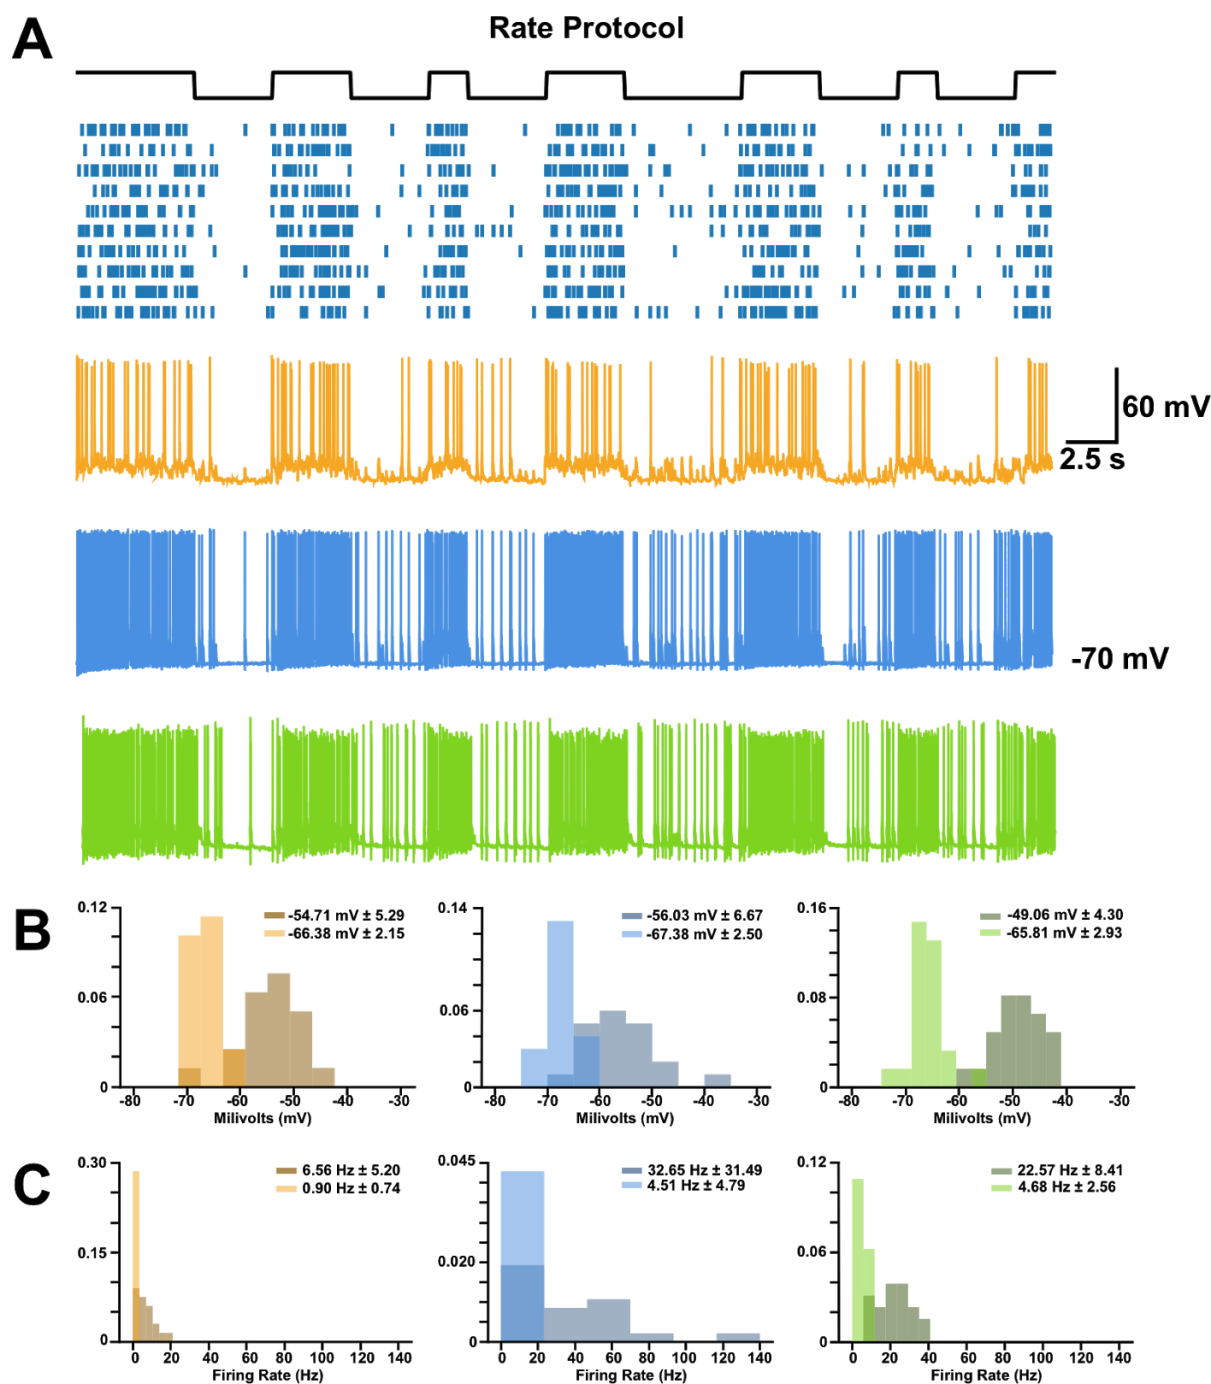 A
Rate Protocol
60 mV
2.5 s
-70 mV
B
0.12
0.06
0
-54.71 mV ± 5.29
-66.38 mV ± 2.15
-80 -70 -60 -50 -40 -30
Milivolts (mV)
0.14
0.06
0
-56.03 mV ± 6.67
-67.38 mV ± 2.50
-80 -70 -60 -50 -40 -30
Milivolts (mV)
0.16
0.08
0
-49.06 mV ± 4.30
-65.81 mV ± 2.93
-80 -70 -60 -50 -40 -30
Milivolts (mV)
C
0.30
0.15
0
6.56 Hz ± 5.20
0.90 Hz ± 0.74
0 20 40 60 80 100 120 140
Firing Rate (Hz)
0.045
0.020
0
32.65 Hz ± 31.49
4.51 Hz ± 4.79
0 20 40 60 80 100 120 140
Firing Rate (Hz)
0.12
0.06
0
22.57 Hz ± 8.41
4.68 Hz ± 2.56
0 20 40 60 80 100 120 140
Firing Rate (Hz)